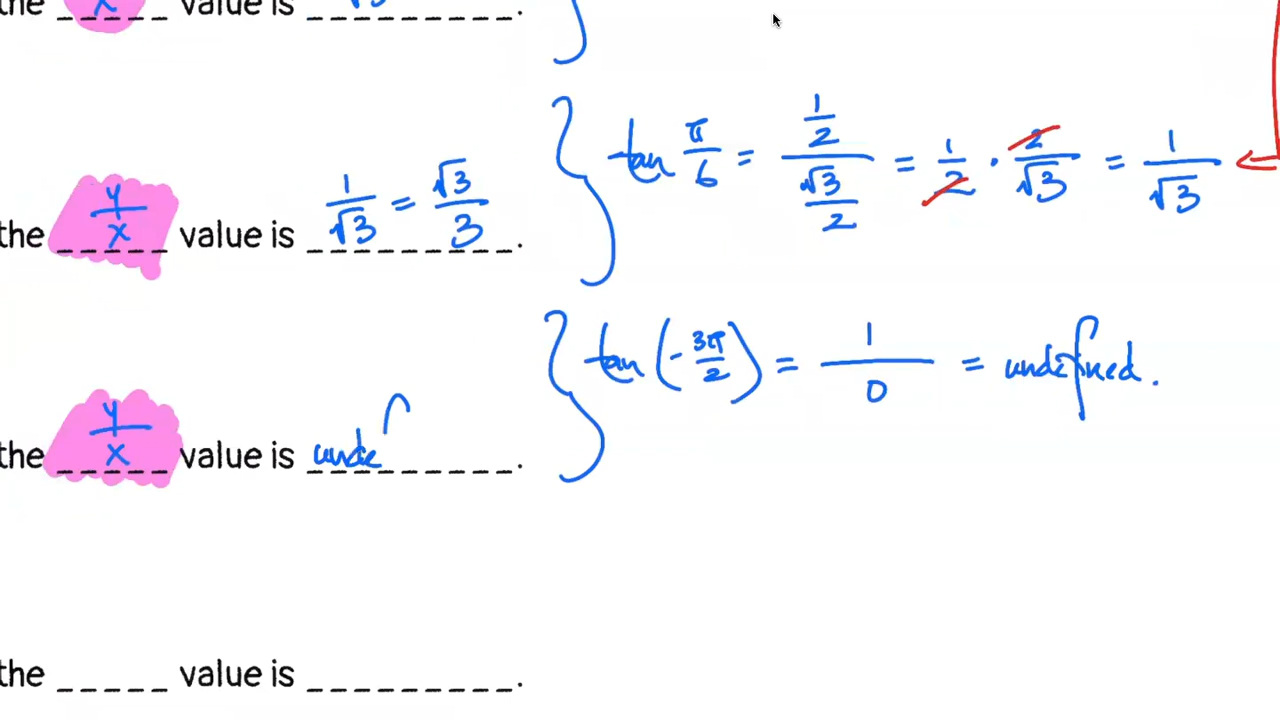 the y/x value is √3.
the y/x value is 1/√3 = √3/3. } tan π/6 = (1/2)/(√3/2) = 1/2 · 2/√3 = 1/√3 ←
the y/x value is unde } tan(-3π/2) = 1/0 = undefined.
the _____ value is _________.